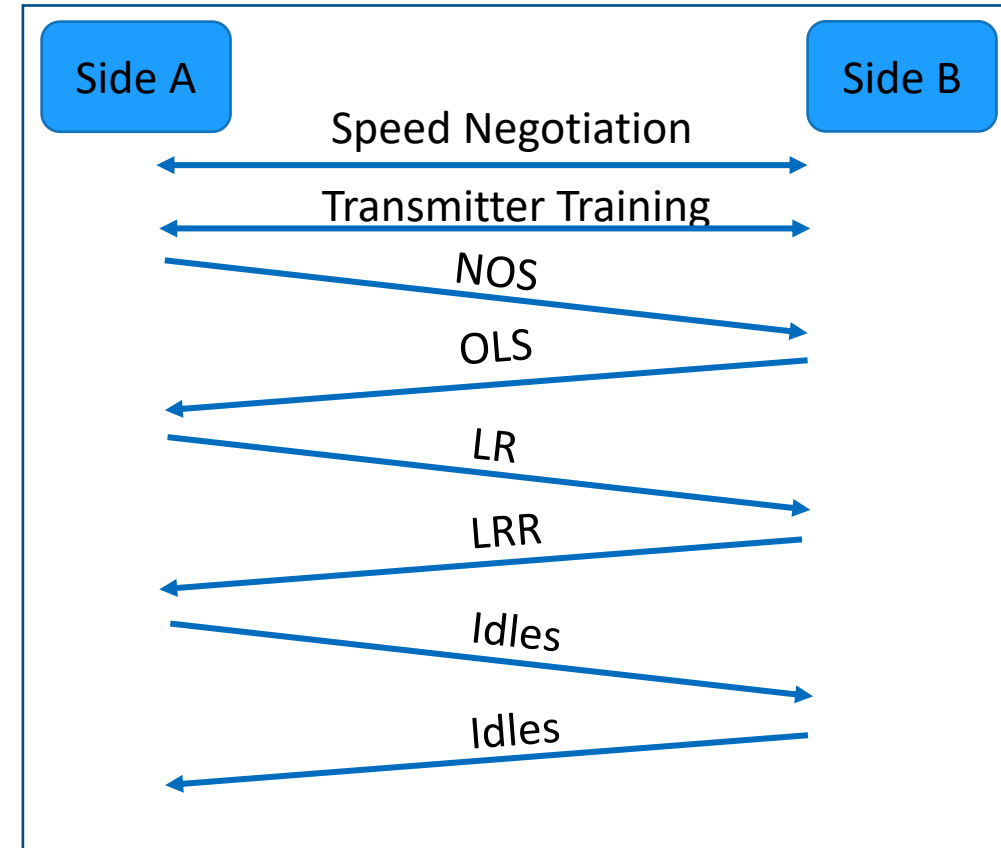 Side A
Side B
Speed Negotiation
Transmitter Training
NOS
OLS
LR
LRR
Idles
Idles